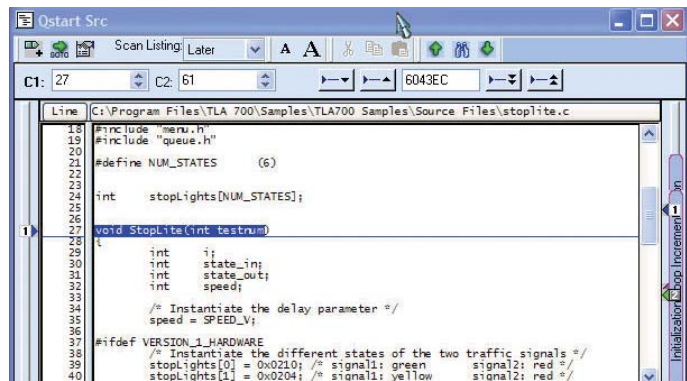 Qstart Src
GOTO Scan Listing: Later A A
C1: 27 C2: 61 6043EC
Line C:\Program Files\TLA 700\Samples\TLA700 Samples\Source Files\stoplite.c
18 #include "menu.h"
19 #include "queue.h"
20
21 #define NUM_STATES (6)
22
23
24 int stopLights[NUM_STATES];
25
26
27 void StopLite(int testnum)
28 {
29 int i;
30 int state_in;
31 int state_out;
32 int speed;
33
34 /* Instantiate the delay parameter */
35 speed = SPEED_V;
36
37 #ifdef VERSION_1_HARDWARE
38 /* Instantiate the different states of the two traffic signals */
39 stopLights[0] = 0x0210; /* signal1: green signal2: red */
40 stopLights[1] = 0x0204; /* signal1: yellow signal2: red */
1
1
2
Initialization
Loop Increment